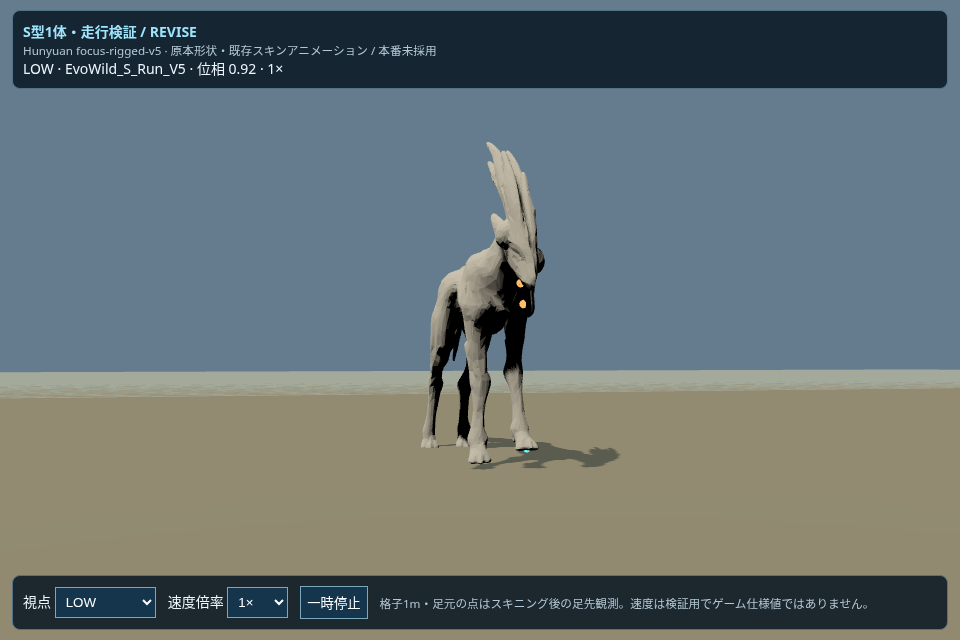 S型1体・走行検証 / REVISE
Hunyuan focus-rigged-v5 · 原本形状・既存スキンアニメーション / 本番未採用
LOW · EvoWild_S_Run_V5 · 位相 0.92 · 1×
視点 LOW 速度倍率 1× 一時停止 格子1m・足元の点はスキニング後の足先観測。速度は検証用でゲーム仕様値ではありません。